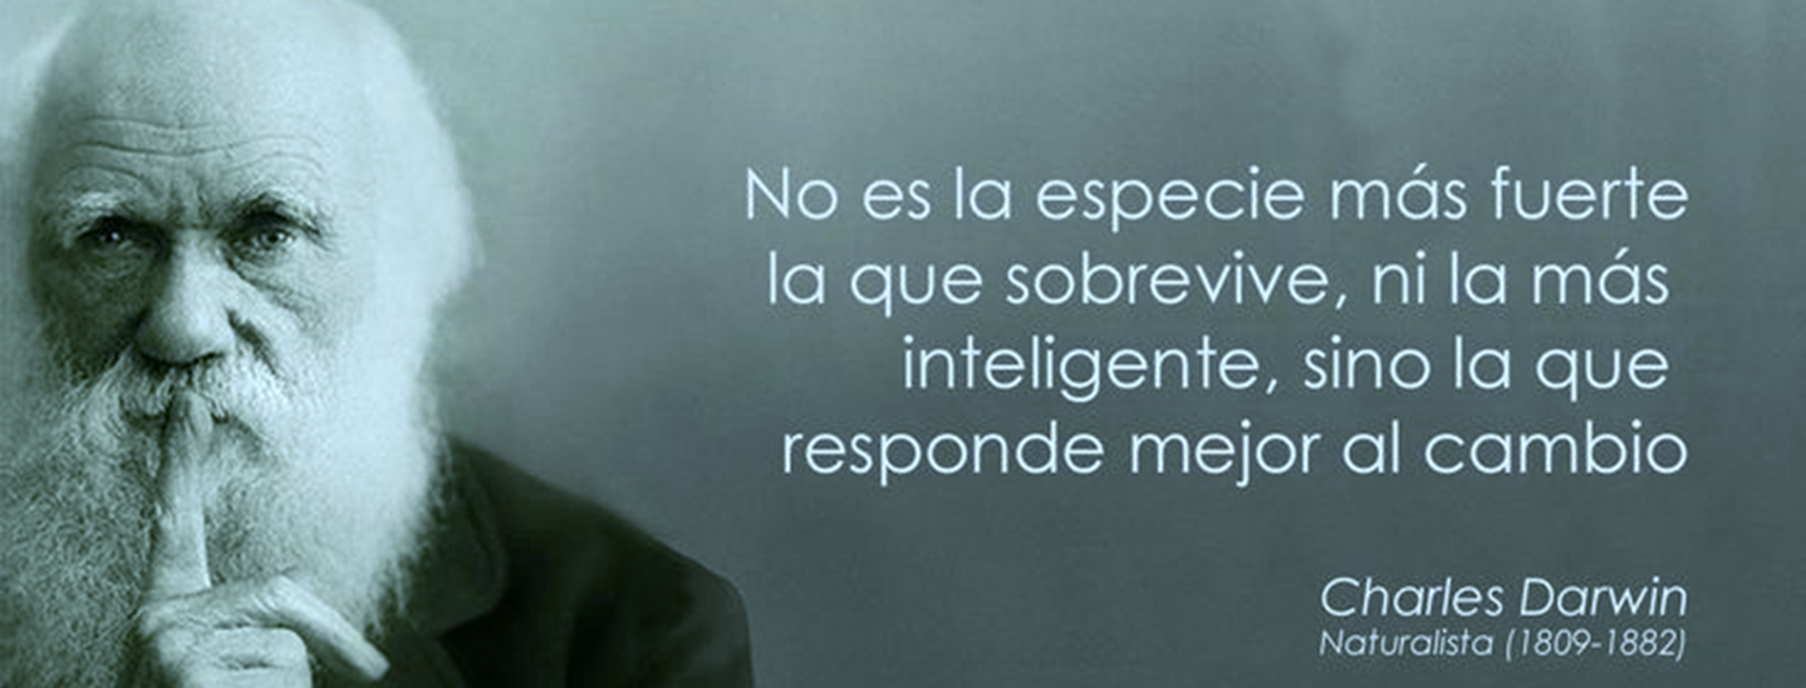 No es la especie más fuerte
la que sobrevive, ni la más
inteligente, sino la que
responde mejor al cambio
Charles Darwin
Naturalista (1809-1882)